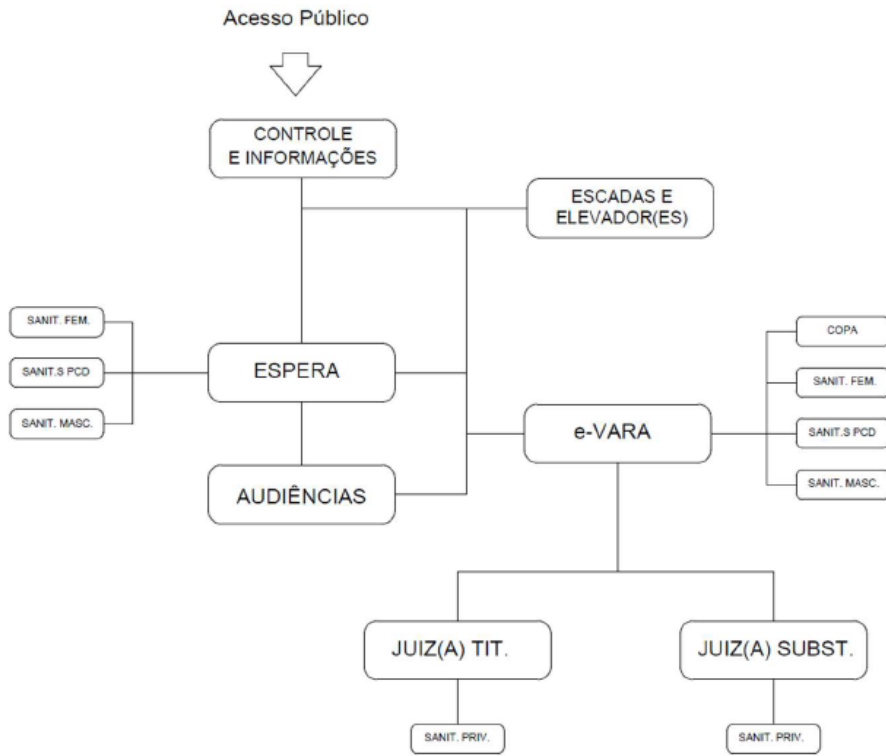 Acesso Público
CONTROLE
E INFORMAÇÕES
ESCADAS E
ELEVADOR(ES)
SANIT. FEM.
SANIT.S PCD
SANIT. MASC.
ESPERA
AUDIÊNCIAS
e-VARA
COPA
SANIT. FEM.
SANIT.S PCD
SANIT. MASC.
JUIZ(A) TIT.
JUIZ(A) SUBST.
SANIT. PRIV.
SANIT. PRIV.